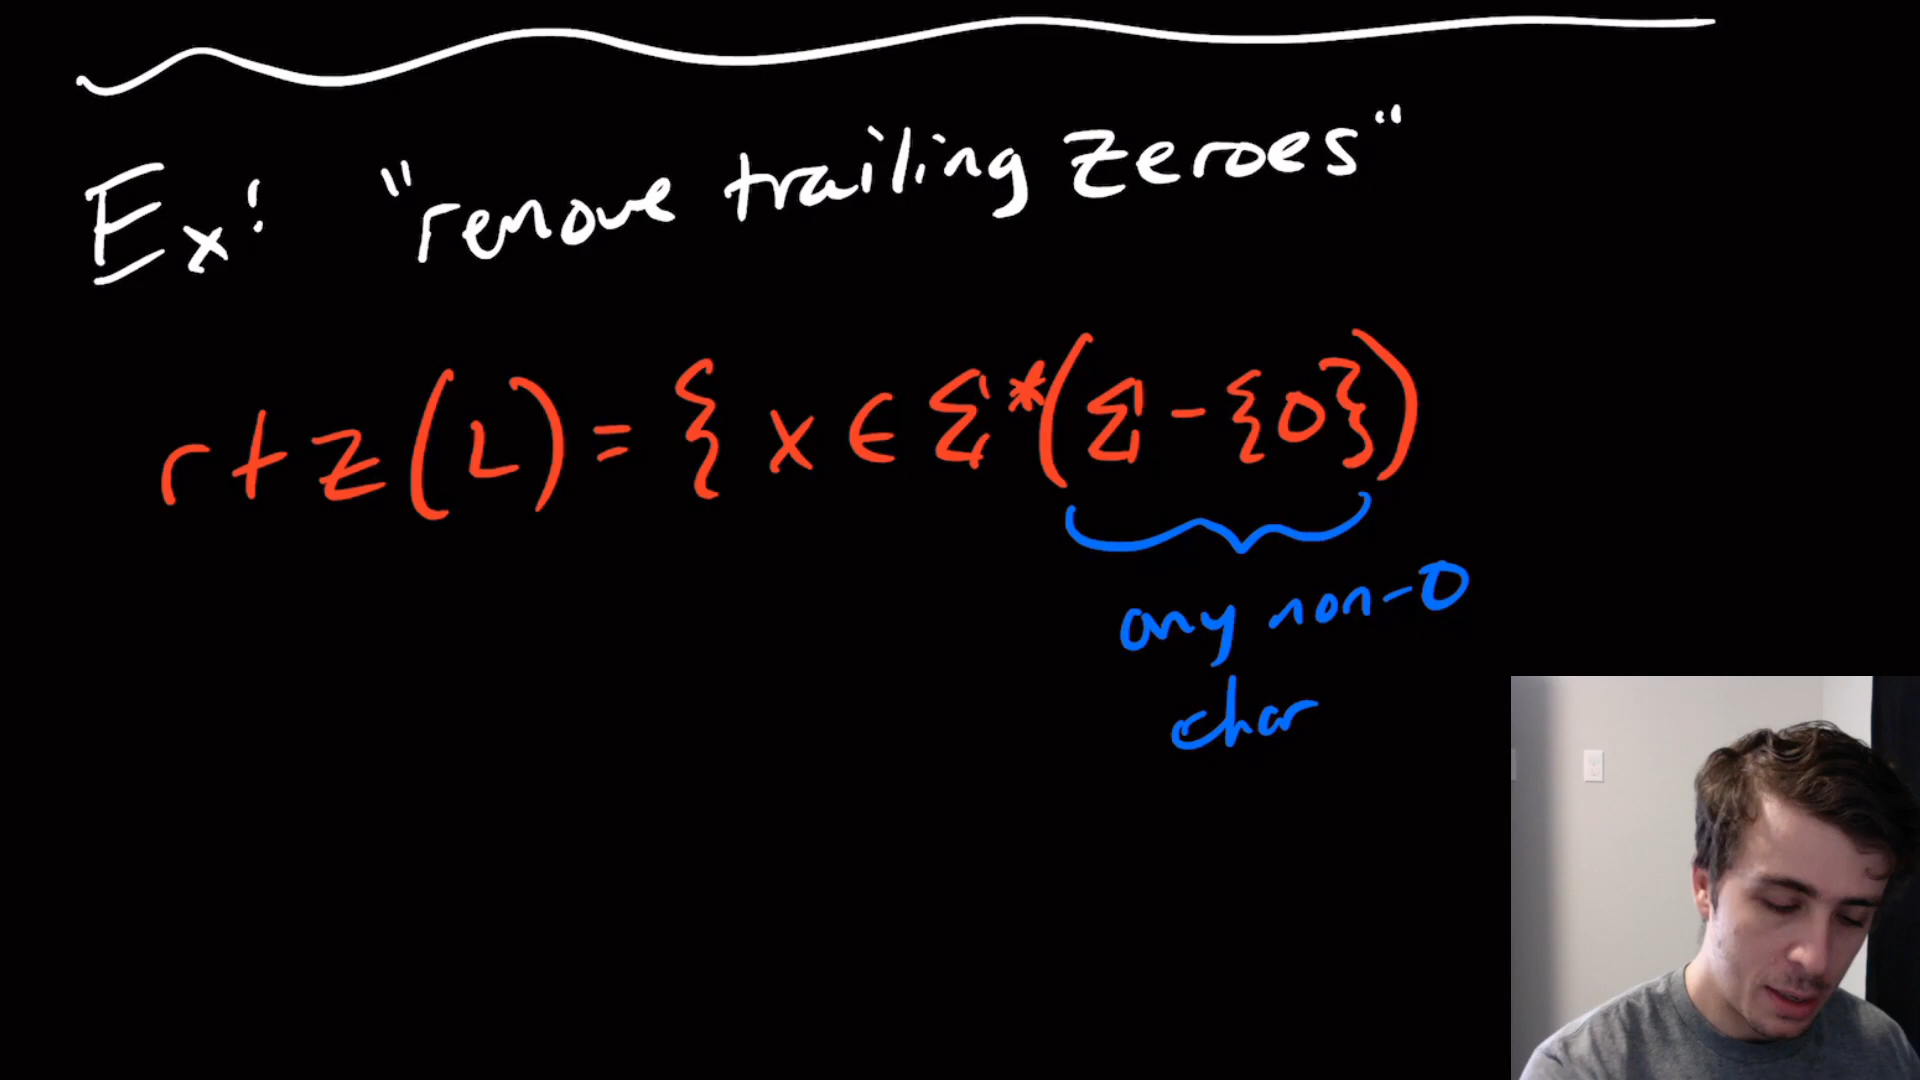 Ex: "remove trailing zeroes"
rtz(L) = { x ∈ Σ*(Σ - {0})
any non-0
char